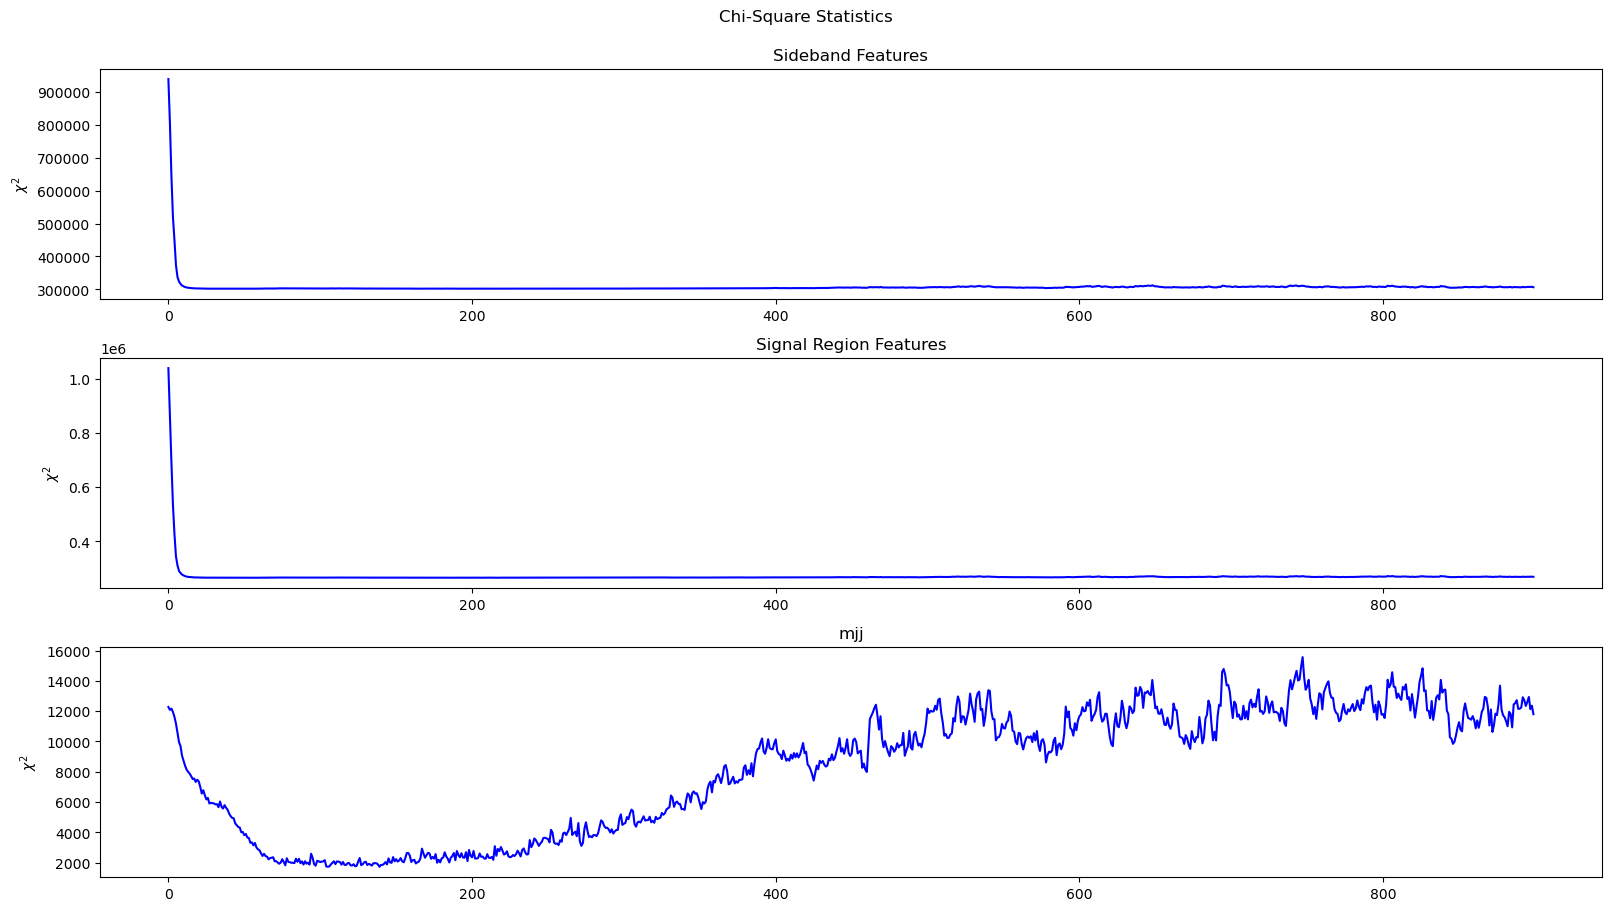 Chi-Square Statistics
Sideband Features
χ²
900000
800000
700000
600000
500000
400000
300000
0 200 400 600 800
Signal Region Features
1e6
χ²
1.0
0.8
0.6
0.4
0 200 400 600 800
mjj
χ²
16000
14000
12000
10000
8000
6000
4000
2000
0 200 400 600 800